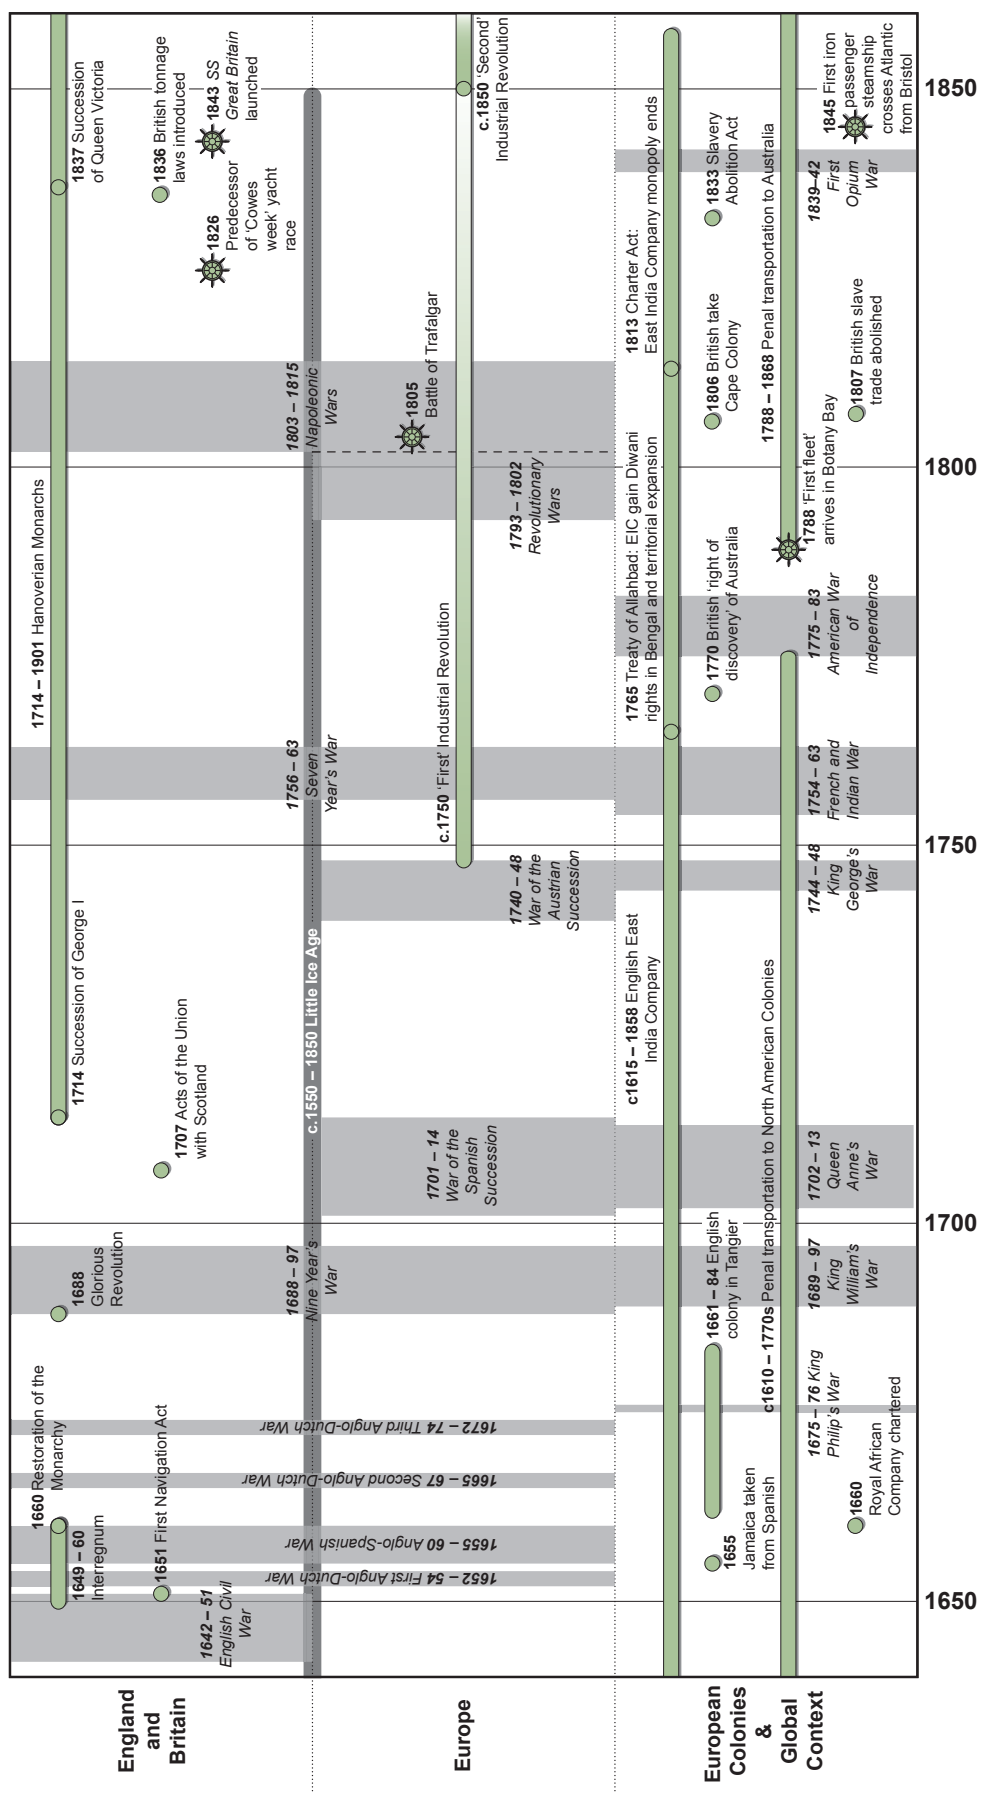 England
and
Britain
Europe
European
Colonies
&
Global
Context
1649 – 60
Interregnum
1660 Restoration of the
Monarchy
1688
Glorious
Revolution
1714 Succession of George I
1714 – 1901 Hanoverian Monarchs
1837 Succession
of Queen Victoria
1651 First Navigation Act
1707 Acts of the Union
with Scotland
1836 British tonnage
laws introduced
1826
Predecessor
of ‘Cowes
week’ yacht
race
1843 SS
Great Britain
launched
1642 – 51
English Civil
War
1652 – 54 First Anglo-Dutch War
1655 – 60 Anglo-Spanish War
1665 – 67 Second Anglo-Dutch War
1672 – 74 Third Anglo-Dutch War
1688 – 97
Nine Year’s
War
c.1550 – 1850 Little Ice Age
1756 – 63
Seven
Year’s War
1803 – 1815
Napoleonic
Wars
1701 – 14
War of the
Spanish
Succession
1740 – 48
War of the
Austrian
Succession
c.1750 ‘First’ Industrial Revolution
1793 – 1802
Revolutionary
Wars
1805
Battle of Trafalgar
c.1850 ‘Second’
Industrial Revolution
c1615 – 1858 English East
India Company
1765 Treaty of Allahbad: EIC gain Diwani
rights in Bengal and territorial expansion
1813 Charter Act:
East India Company monopoly ends
1655
Jamaica taken
from Spanish
1661 – 84 English
colony in Tangier
1770 British ‘right of
discovery’ of Australia
1806 British take
Cape Colony
1833 Slavery
Abolition Act
c1610 – 1770s Penal transportation to North American Colonies
1788 – 1868 Penal transportation to Australia
1788 ‘First fleet’
arrives in Botany Bay
1660
Royal African
Company chartered
1675 – 76 King
Philip’s War
1689 – 97
King
William’s
War
1702 – 13
Queen
Anne’s
War
1744 – 48
King
George’s
War
1754 – 63
French and
Indian War
1775 – 83
American War
of
Independence
1807 British slave
trade abolished
1839–42
First
Opium
War
1845 First iron
passenger
steamship
crosses Atlantic
from Bristol
1650
1700
1750
1800
1850